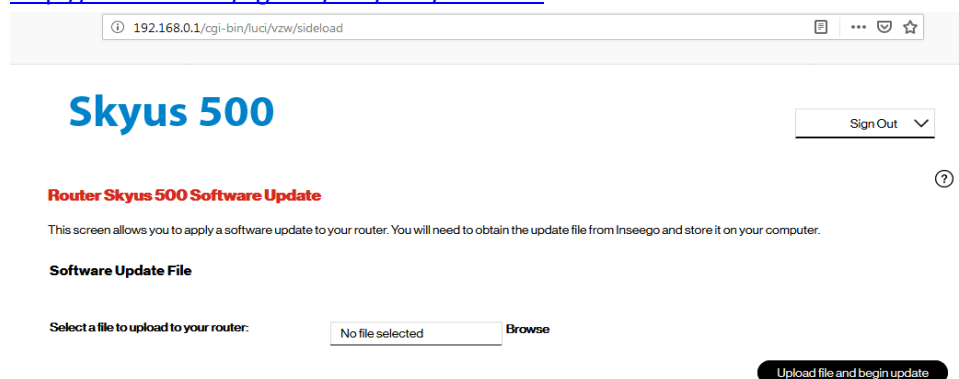 192.168.0.1/cgi-bin/luci/vzw/sideload
Skyus 500
Sign Out
Router Skyus 500 Software Update
This screen allows you to apply a software update to your router. You will need to obtain the update file from Inseego and store it on your computer.
Software Update File
Select a file to upload to your router: No file selected Browse
Upload file and begin update